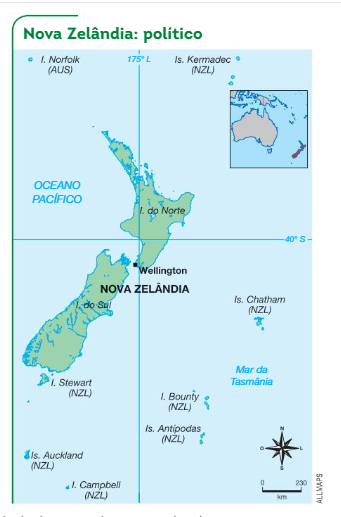 Nova Zelândia: político
I. Norfolk
(AUS)
175° L
Is. Kermadec
(NZL)
OCEANO
PACÍFICO
I. do Norte
40° S
Wellington
NOVA ZELÂNDIA
I. do Sul
Is. Chatham
(NZL)
Mar da
Tasmânia
I. Stewart
(NZL)
I. Bounty
(NZL)
Is. Antípodas
(NZL)
Is. Auckland
(NZL)
I. Campbell
(NZL)
N
O
L
S
0 230
km
ALLMAPS